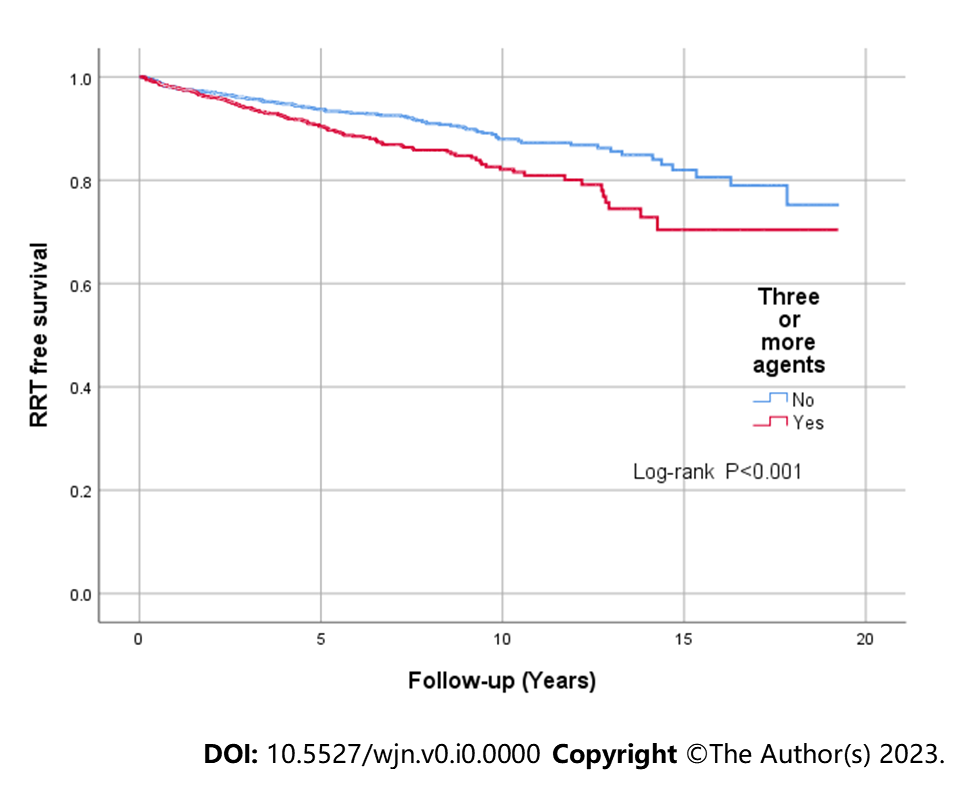 1.0
0.8
0.6
0.4
0.2
0.0
RRT free survival
Three
or
more
agents
No
Yes
Log-rank P<0.001
0 5 10 15 20
Follow-up (Years)
DOI: 10.5527/wjn.v0.i0.0000 Copyright ©The Author(s) 2023.